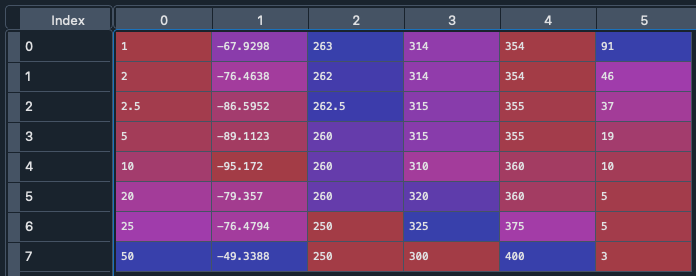 Index 0 1 2 3 4 5
0 1 -67.9298 263 314 354 91
1 2 -76.4638 262 314 354 46
2 2.5 -86.5952 262.5 315 355 37
3 5 -89.1123 260 315 355 19
4 10 -95.172 260 310 360 10
5 20 -79.357 260 320 360 5
6 25 -76.4794 250 325 375 5
7 50 -49.3388 250 300 400 3